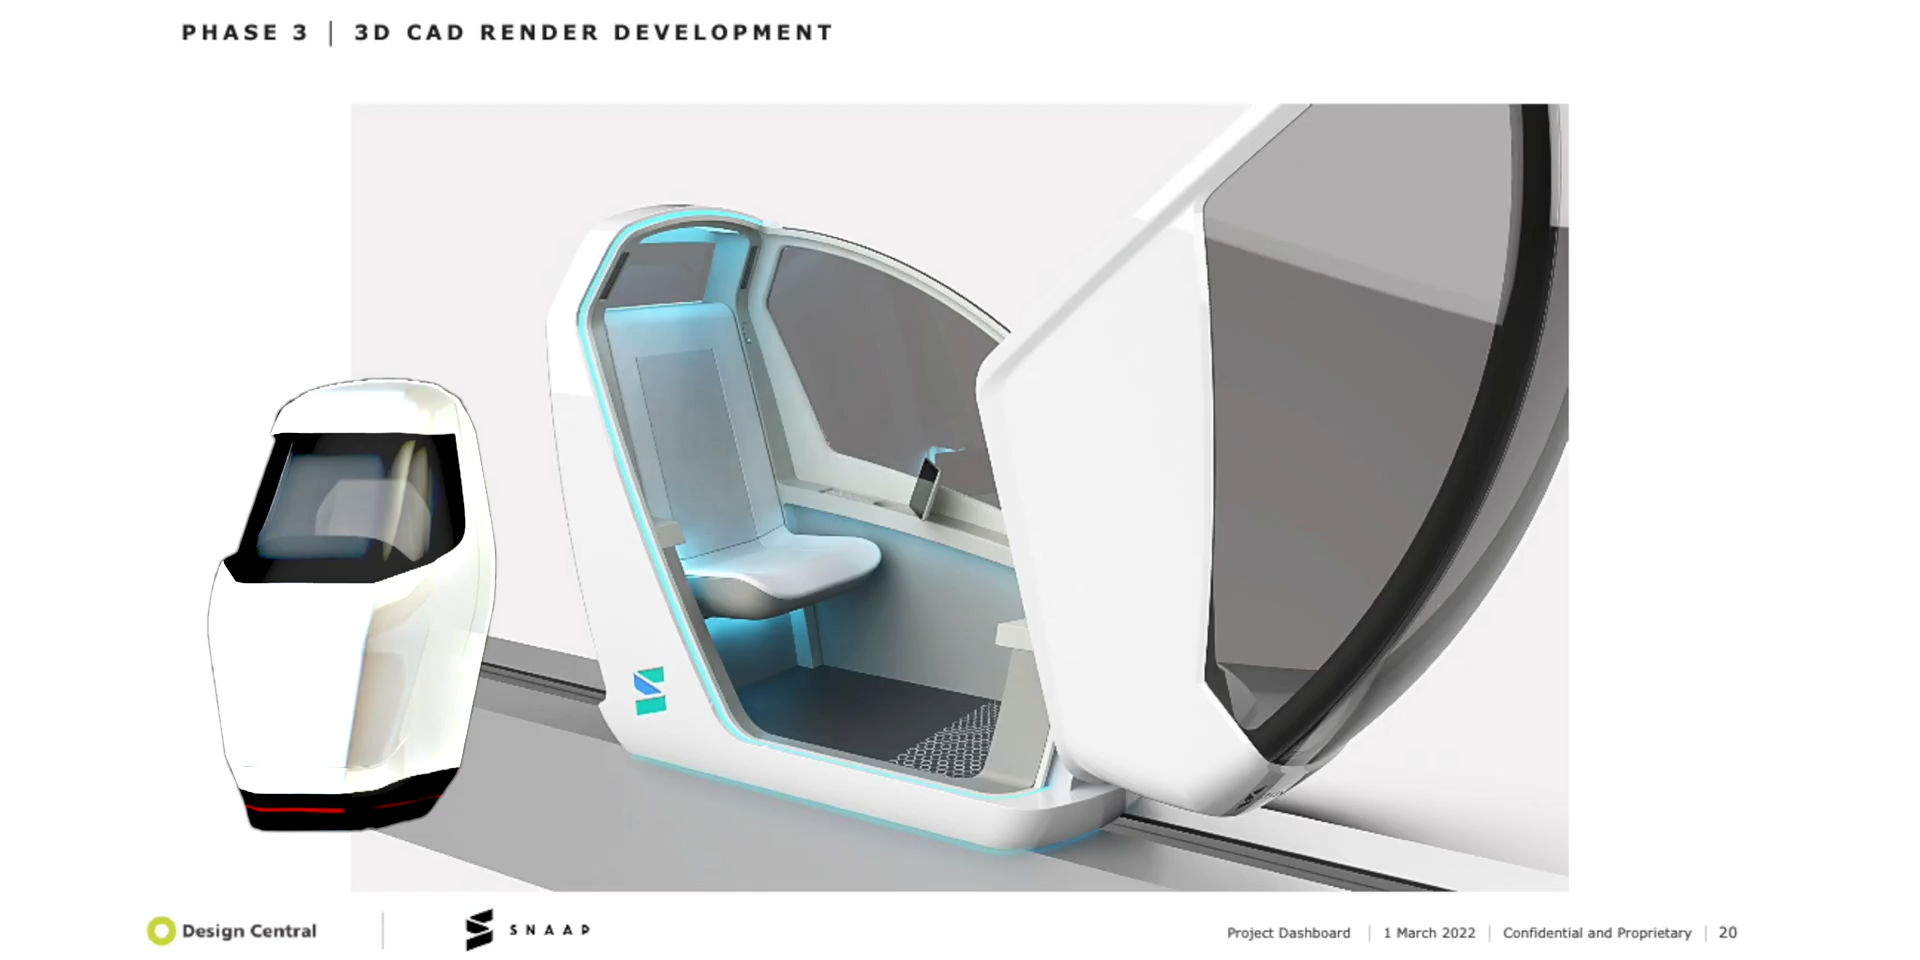 PHASE 3 | 3D CAD RENDER DEVELOPMENT
Design Central
SNAAP
Project Dashboard | 1 March 2022 | Confidential and Proprietary | 20